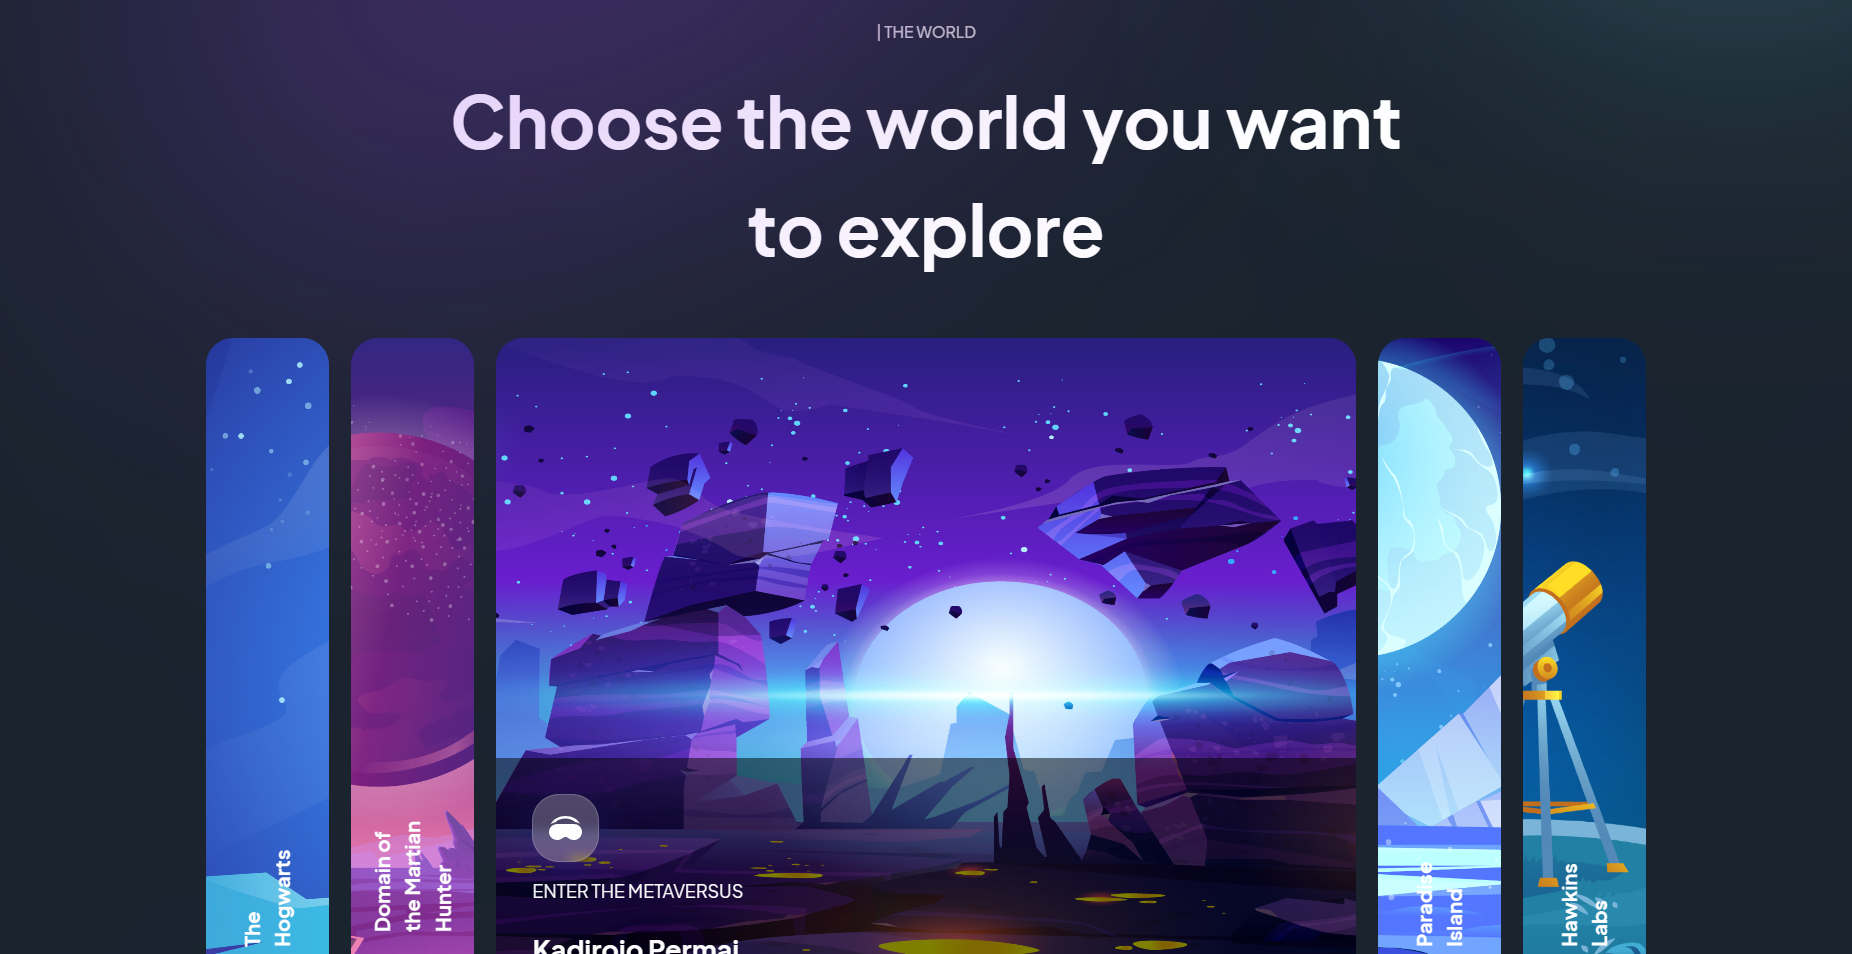 | THE WORLD
Choose the world you want
to explore
The
Hogwarts
Domain of
the Martian
Hunter
ENTER THE METAVERSUS
Kadirojo Permai
Paradise
Island
Hawkins
Labs